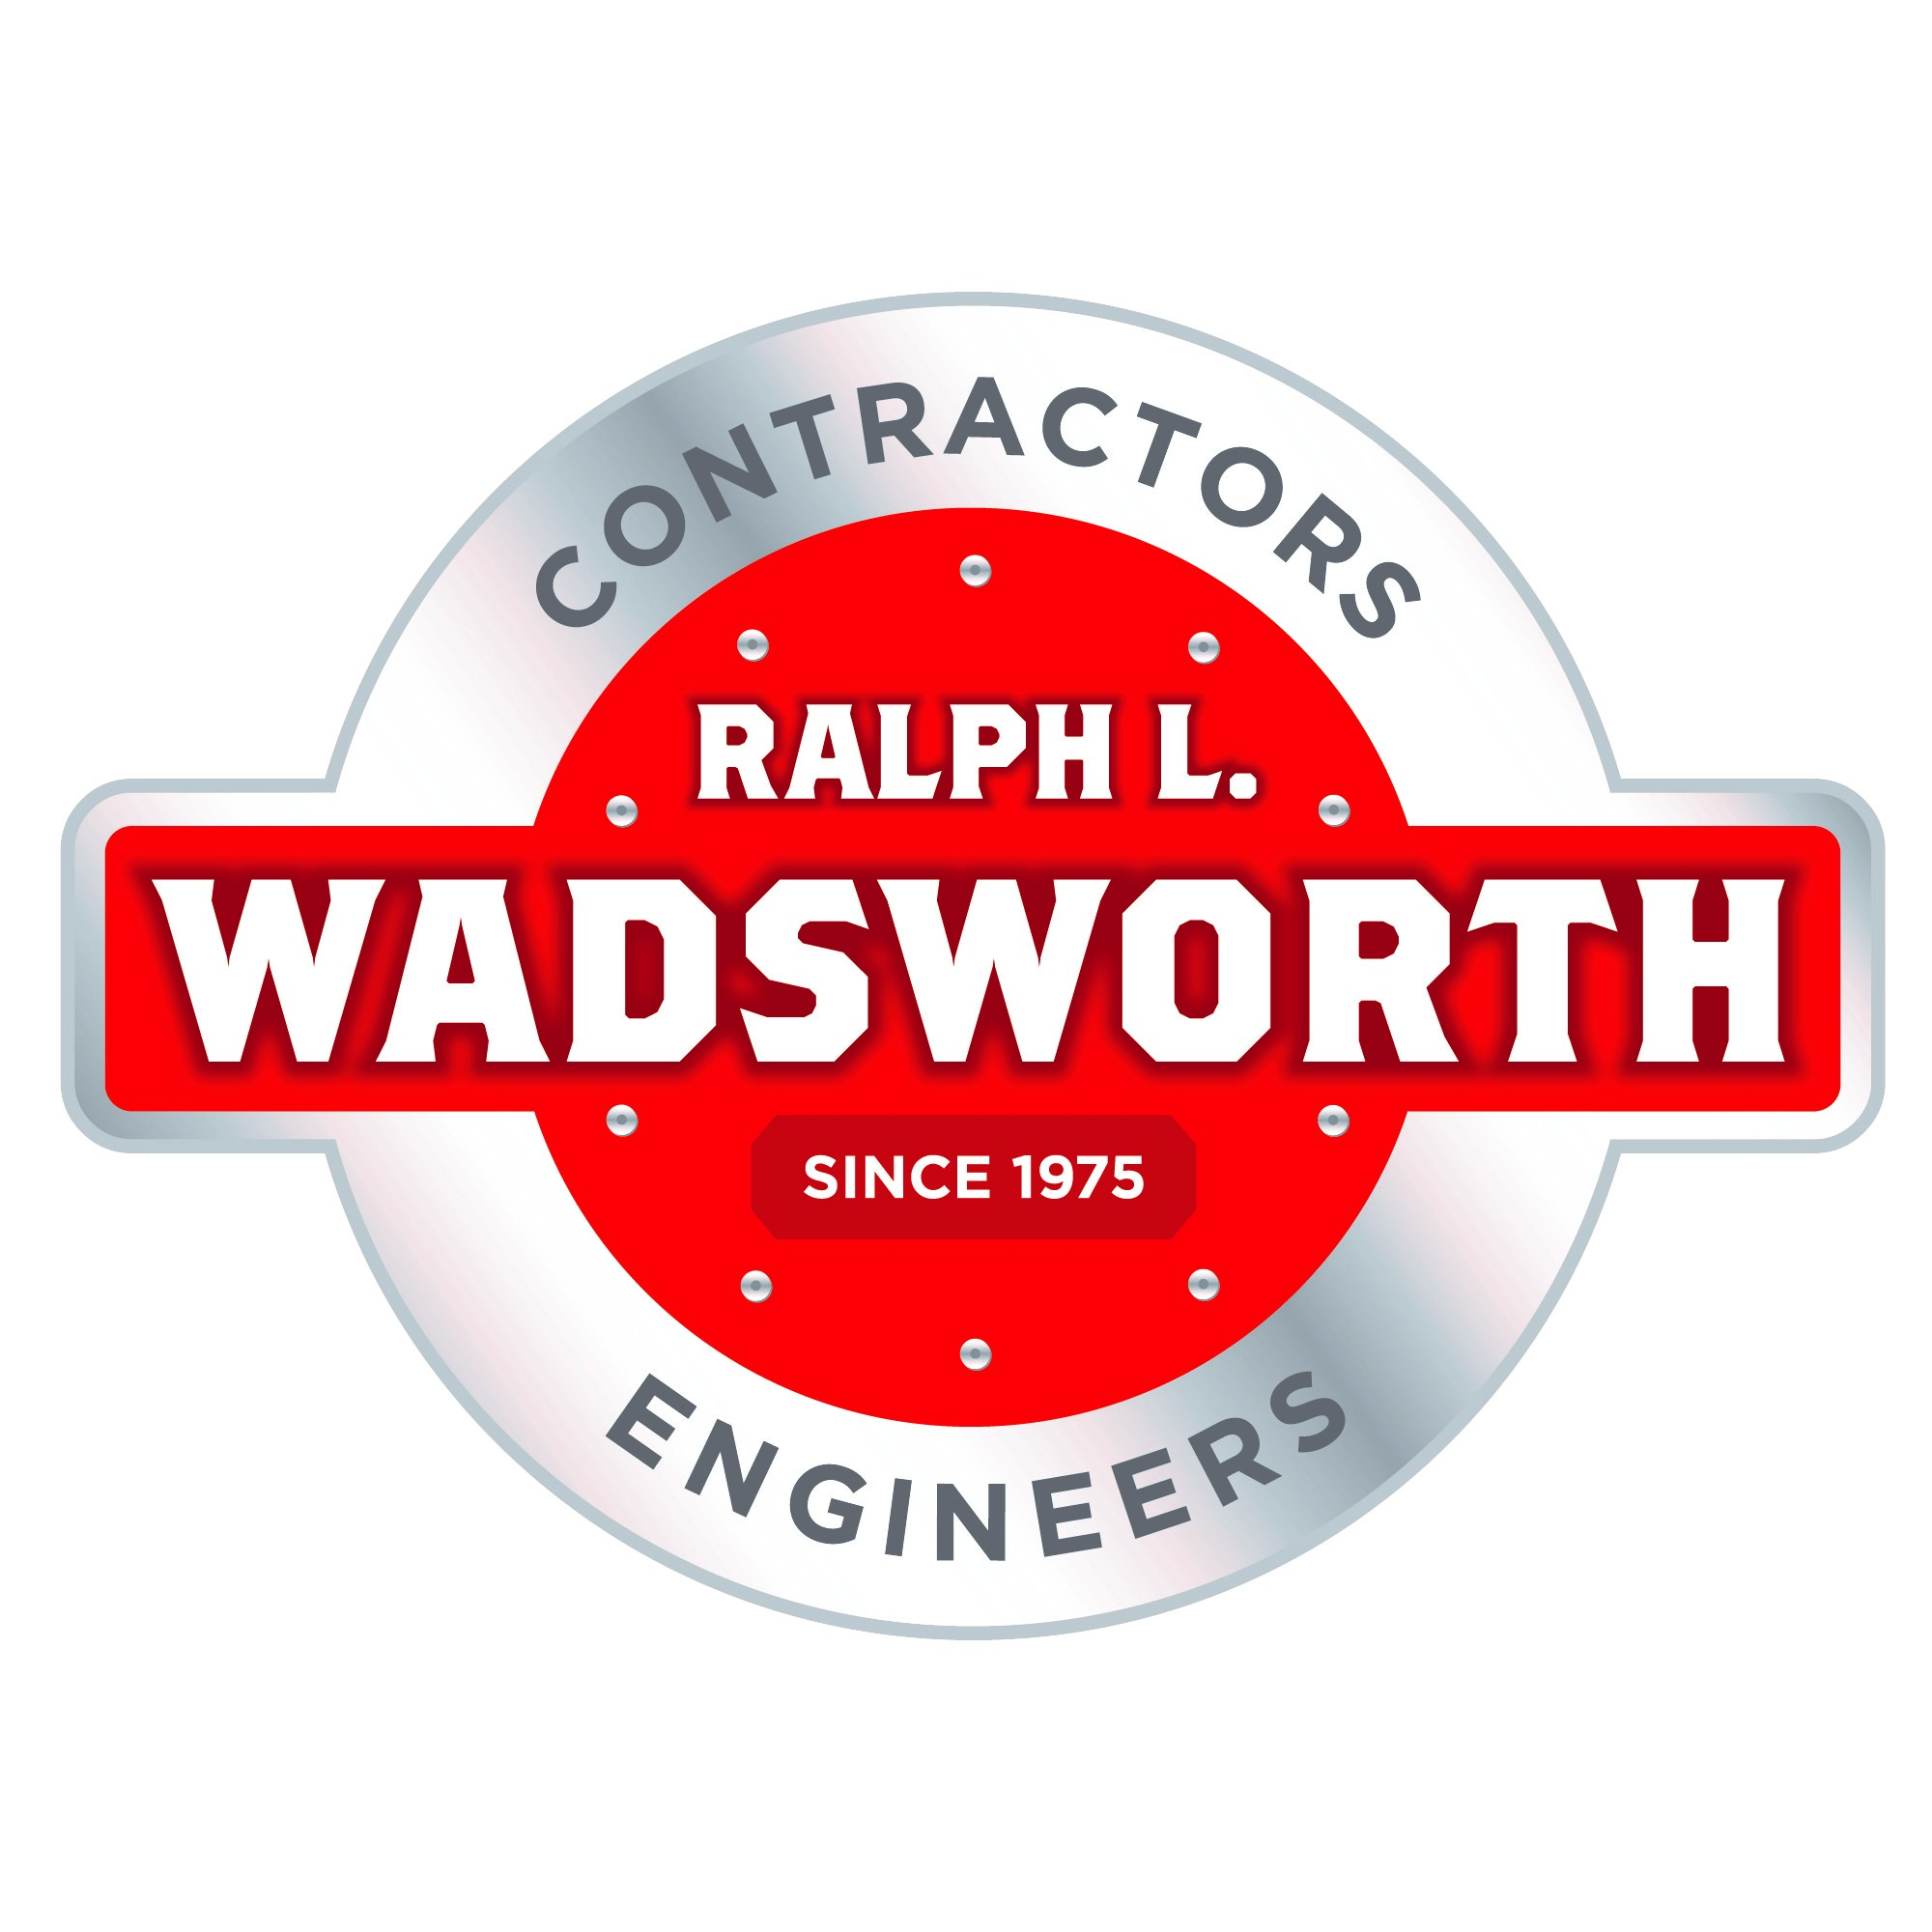 CONTRACTORS
RALPH L.
WADSWORTH
SINCE 1975
ENGINEERS